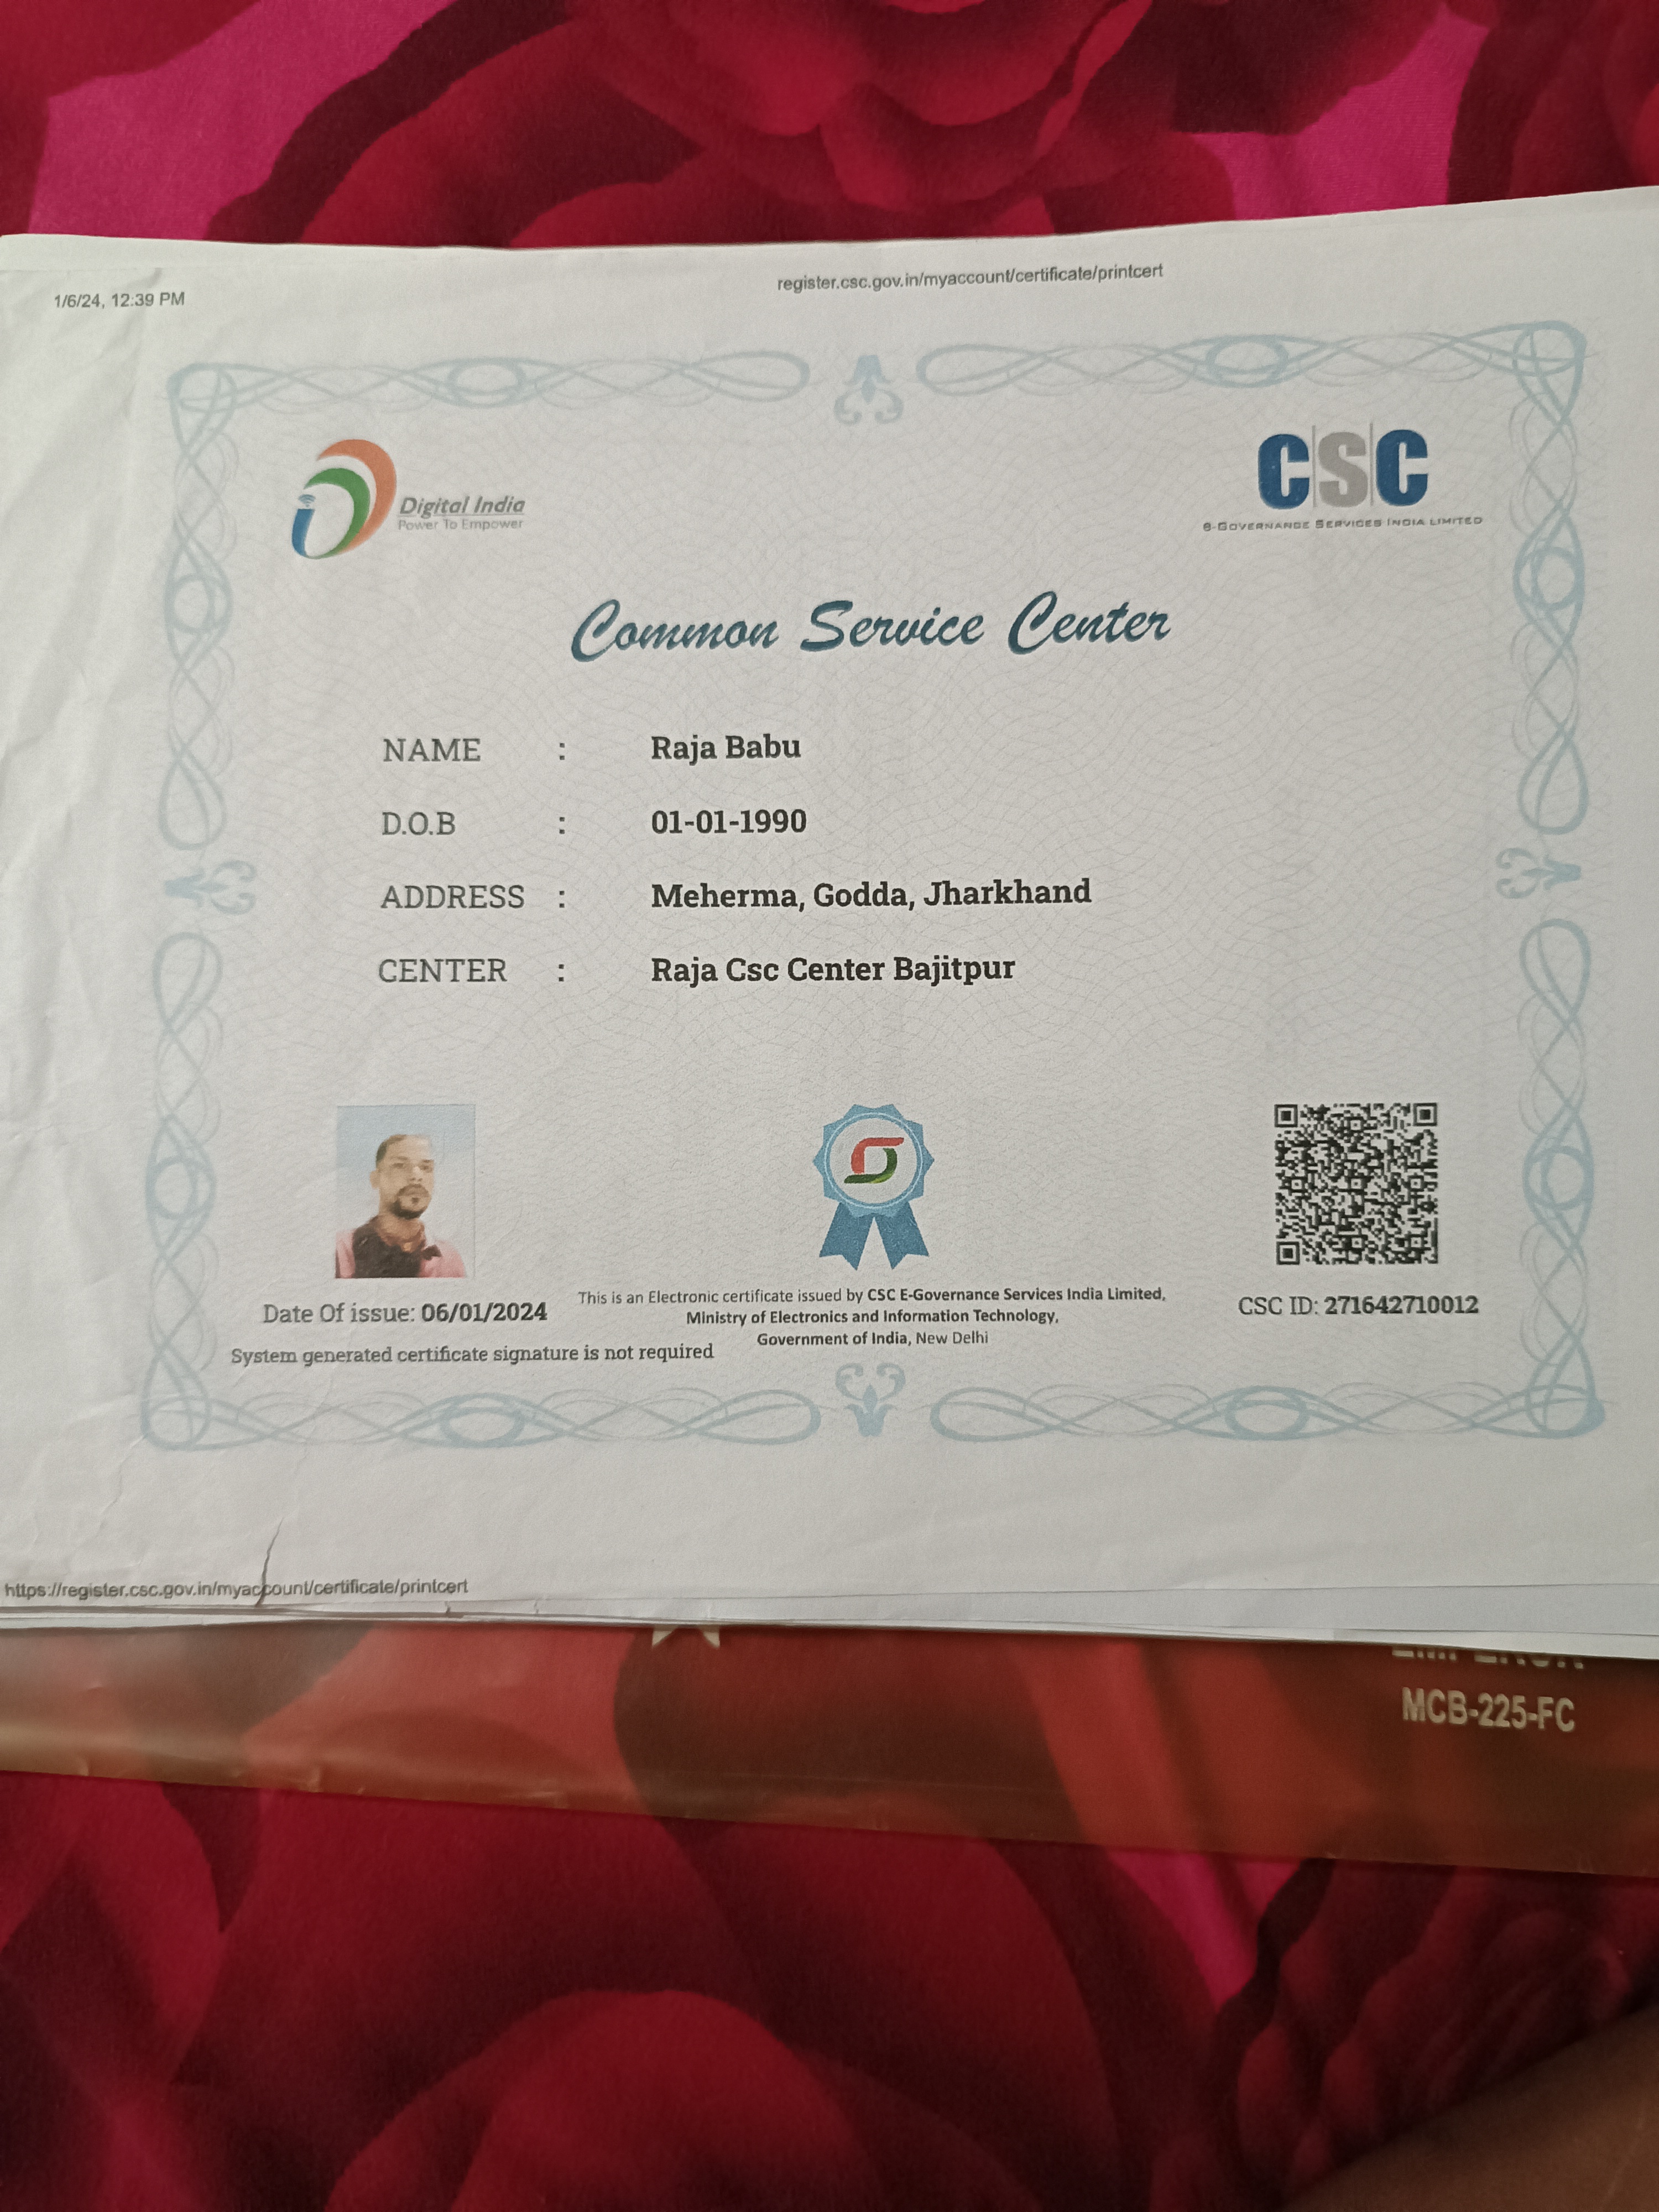 1/6/24, 12:39 PM
register.csc.gov.in/myaccount/certificate/printcert
Digital India
Power To Empower
CSC
e-Governance Services India Limited
Common Service Center
NAME : Raja Babu
D.O.B : 01-01-1990
ADDRESS : Meherma, Godda, Jharkhand
CENTER : Raja Csc Center Bajitpur
Date Of issue: 06/01/2024
System generated certificate signature is not required
This is an Electronic certificate issued by CSC E-Governance Services India Limited,
Ministry of Electronics and Information Technology,
Government of India, New Delhi
CSC ID: 271642710012
https://register.csc.gov.in/myaccount/certificate/printcert
MCB-225-FC